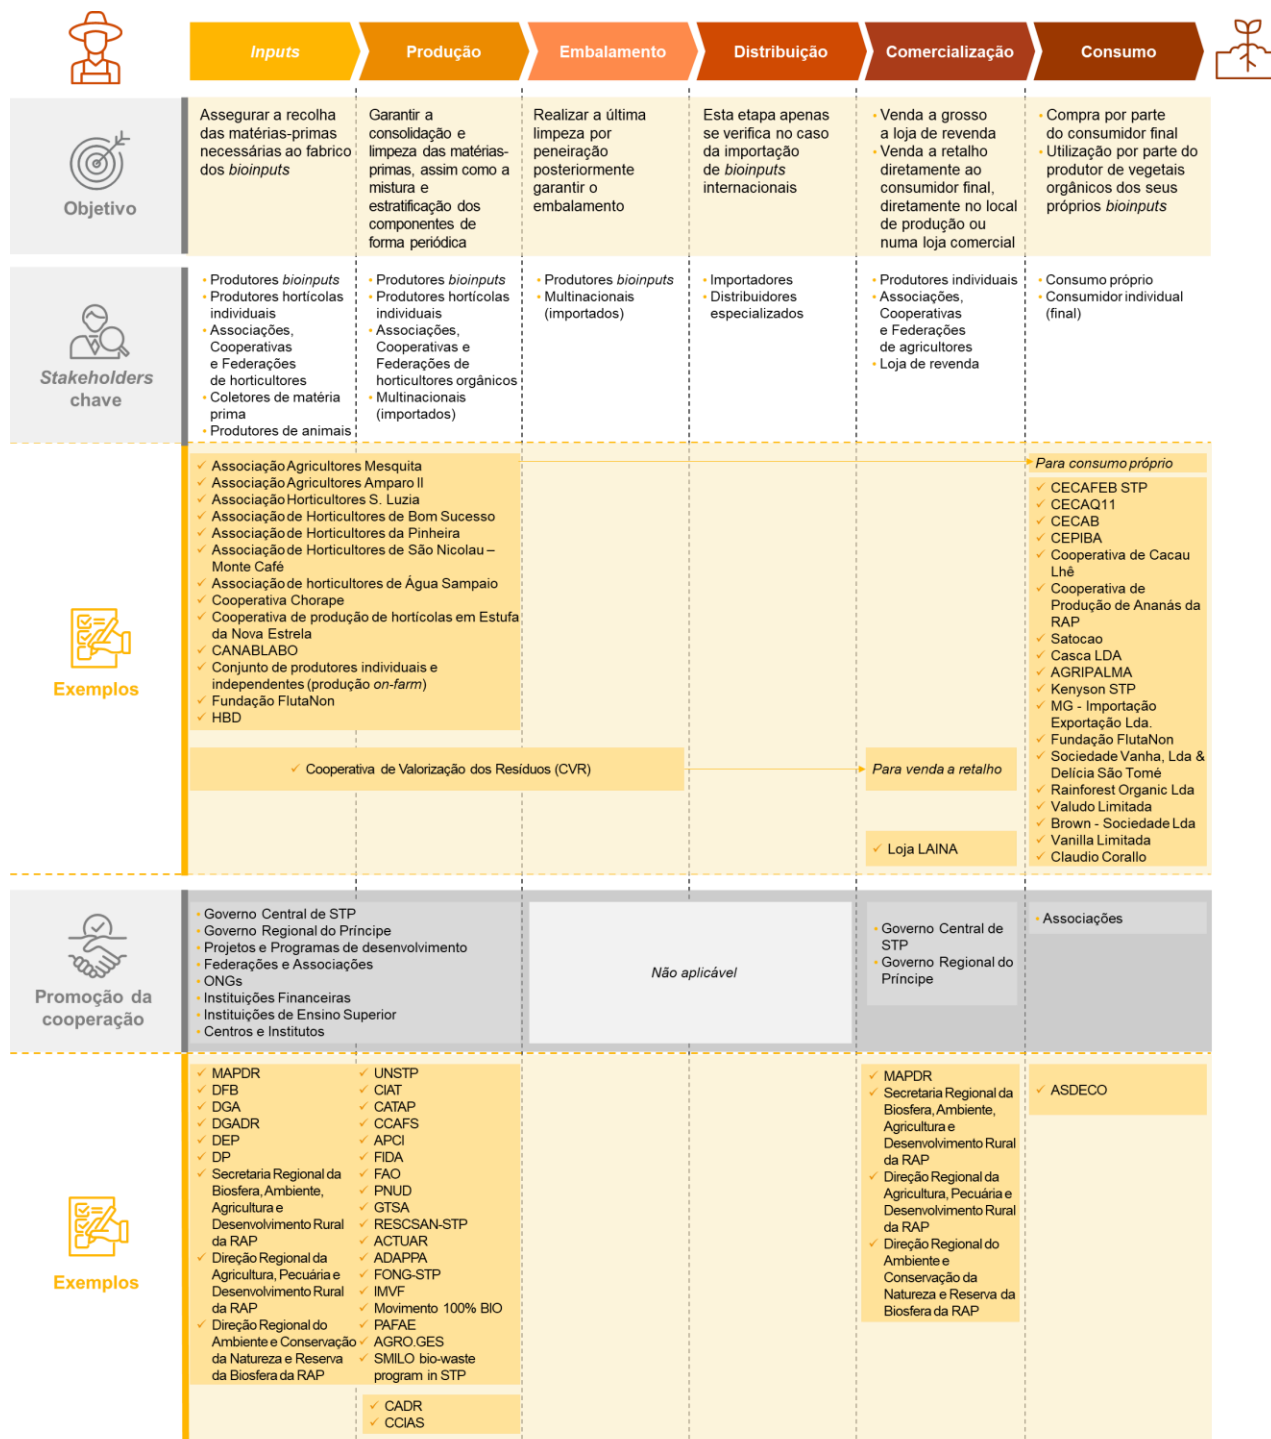 Inputs
Produção
Embalamento
Distribuição
Comercialização
Consumo
Objetivo
Assegurar a recolha
das matérias-primas
necessárias ao fabrico
dos bioinputs
Garantir a
consolidação e
limpeza das matérias-
primas, assim como a
mistura e
estratificação dos
componentes de
forma periódica
Realizar a última
limpeza por
peneiração
posteriormente
garantir o
embalamento
Esta etapa apenas
se verifica no caso
da importação
de bioinputs
internacionais
• Venda a grosso
a loja de revenda
• Venda a retalho
diretamente ao
consumidor final,
diretamente no local
de produção ou
numa loja comercial
• Compra por parte
do consumidor final
• Utilização por parte do
produtor de vegetais
orgânicos dos seus
próprios bioinputs
Stakeholders
chave
• Produtores bioinputs
• Produtores hortícolas
individuais
• Associações,
Cooperativas
e Federações
de horticultores
• Coletores de matéria
prima
• Produtores de animais
• Produtores bioinputs
• Produtores hortícolas
individuais
• Associações,
Cooperativas e
Federações de
horticultores orgânicos
• Multinacionais
(importados)
• Produtores bioinputs
• Multinacionais
(importados)
• Importadores
• Distribuidores
especializados
• Produtores individuais
• Associações,
Cooperativas
e Federações
de agricultores
• Loja de revenda
• Consumo próprio
• Consumidor individual
(final)
Exemplos
✓ Associação Agricultores Mesquita
✓ Associação Agricultores Amparo II
✓ Associação Horticultores S. Luzia
✓ Associação de Horticultores de Bom Sucesso
✓ Associação de Horticultores da Pinheira
✓ Associação de Horticultores de São Nicolau –
Monte Café
✓ Associação de horticultores de Água Sampaio
✓ Cooperativa Chorape
✓ Cooperativa de produção de hortícolas em Estufa
da Nova Estrela
✓ CANABLABO
✓ Conjunto de produtores individuais e
independentes (produção on-farm)
✓ Fundação FlutaNon
✓ HBD
✓ Cooperativa de Valorização dos Resíduos (CVR)
Para venda a retalho
✓ Loja LAINA
Para consumo próprio
✓ CECAFEB STP
✓ CECAQ11
✓ CECAB
✓ CEPIBA
✓ Cooperativa de Cacau
Lhê
✓ Cooperativa de
Produção de Ananás da
RAP
✓ Satocao
✓ Casca LDA
✓ AGRIPALMA
✓ Kenyson STP
✓ MG - Importação
Exportação Lda.
✓ Fundação FlutaNon
✓ Sociedade Vanha, Lda &
Delícia São Tomé
✓ Rainforest Organic Lda
✓ Valudo Limitada
✓ Brown - Sociedade Lda
✓ Vanilla Limitada
✓ Claudio Corallo
Promoção da
cooperação
• Governo Central de STP
• Governo Regional do Príncipe
• Projetos e Programas de desenvolvimento
• Federações e Associações
• ONGs
• Instituições Financeiras
• Instituições de Ensino Superior
• Centros e Institutos
Não aplicável
• Governo Central de
STP
• Governo Regional do
Príncipe
• Associações
Exemplos
✓ MAPDR
✓ DFB
✓ DGA
✓ DGADR
✓ DEP
✓ DP
✓ Secretaria Regional da
Biosfera, Ambiente,
Agricultura e
Desenvolvimento Rural
da RAP
✓ Direção Regional da
Agricultura, Pecuária e
Desenvolvimento Rural
da RAP
✓ Direção Regional do
Ambiente e Conservação
da Natureza e Reserva
da Biosfera da RAP
✓ UNSTP
✓ CIAT
✓ CATAP
✓ CCAFS
✓ APCI
✓ FIDA
✓ FAO
✓ PNUD
✓ GTSA
✓ RESCSAN-STP
✓ ACTUAR
✓ ADAPPA
✓ FONG-STP
✓ IMVF
✓ Movimento 100% BIO
✓ PAFAE
✓ AGRO.GES
✓ SMILO bio-waste
program in STP
✓ CADR
✓ CCIAS
✓ MAPDR
✓ Secretaria Regional da
Biosfera, Ambiente,
Agricultura e
Desenvolvimento Rural
da RAP
✓ Direção Regional da
Agricultura, Pecuária e
Desenvolvimento Rural
da RAP
✓ Direção Regional do
Ambiente e
Conservação da
Natureza e Reserva da
Biosfera da RAP
✓ ASDECO